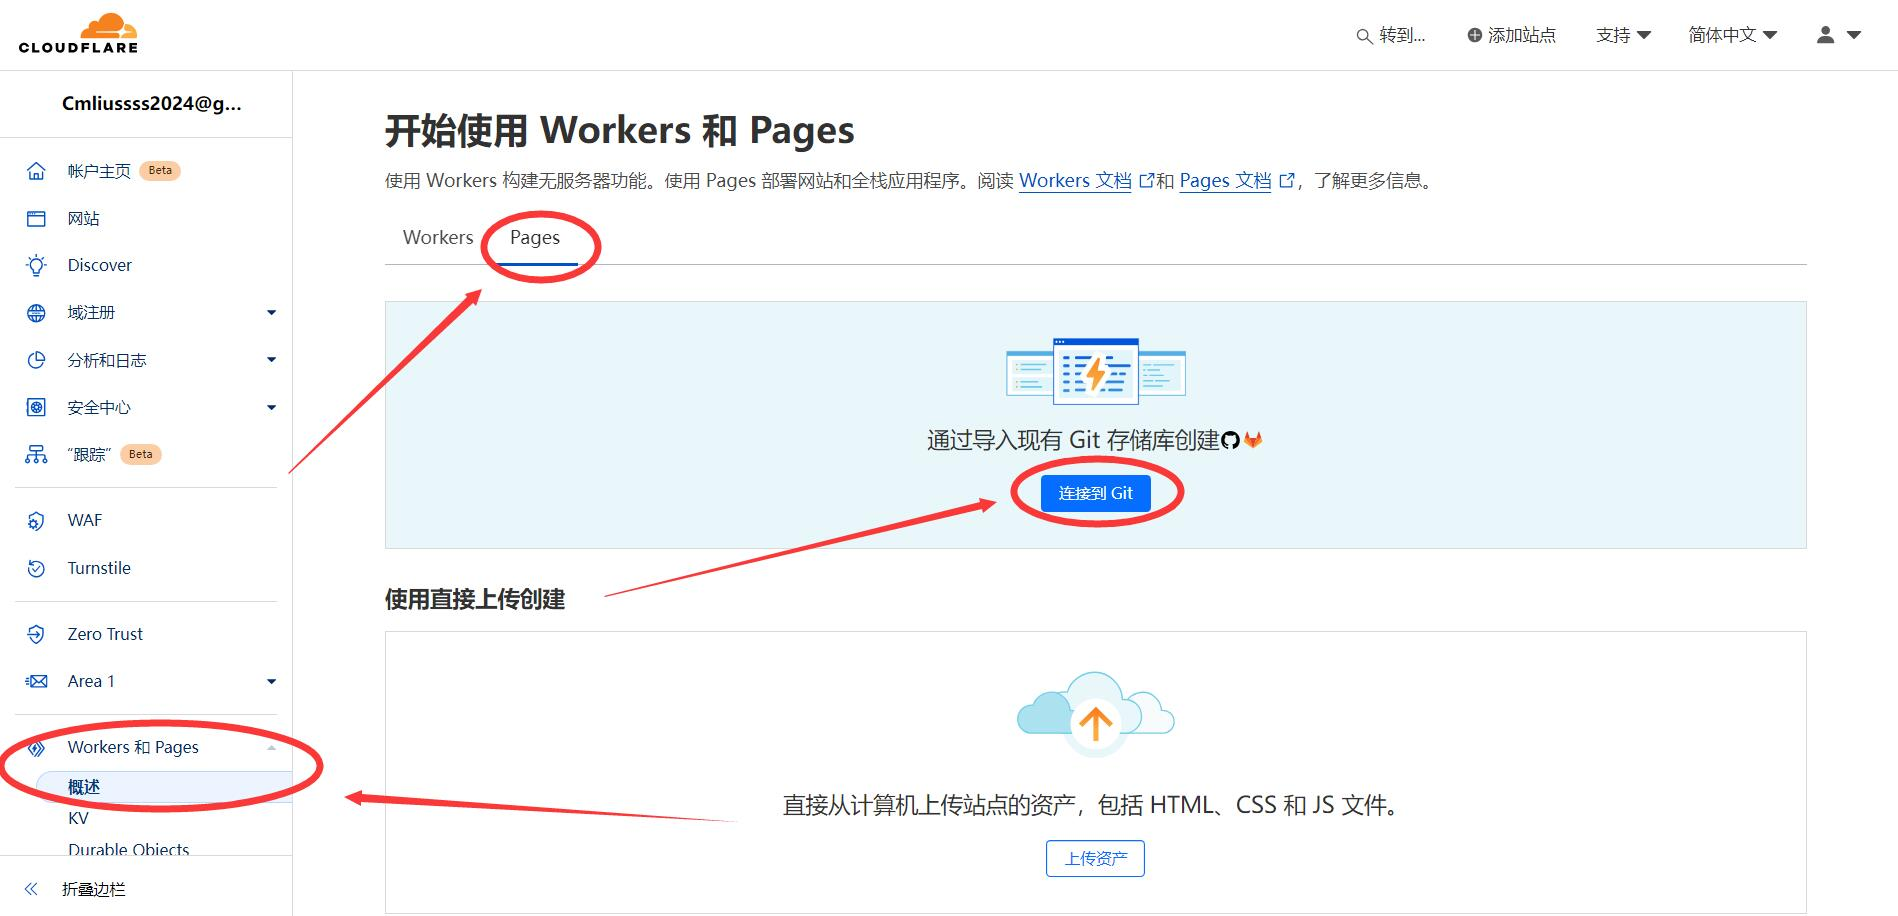 CLOUDFLARE
转到...
添加站点
支持
简体中文
Cmliussss2024@g...
帐户主页 Beta
网站
Discover
域注册
分析和日志
安全中心
“跟踪” Beta
WAF
Turnstile
Zero Trust
Area 1
Workers 和 Pages
概述
KV
Durable Objects
折叠边栏
开始使用 Workers 和 Pages
使用 Workers 构建无服务器功能。使用 Pages 部署网站和全栈应用程序。阅读 Workers 文档 和 Pages 文档，了解更多信息。
Workers Pages
通过导入现有 Git 存储库创建
连接到 Git
使用直接上传创建
直接从计算机上传站点的资产，包括 HTML、CSS 和 JS 文件。
上传资产